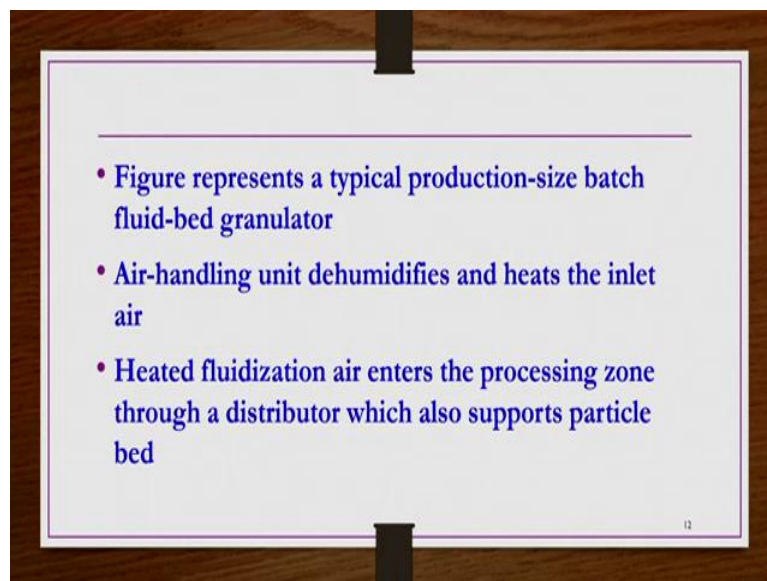 • Figure represents a typical production-size batch
fluid-bed granulator
• Air-handling unit dehumidifies and heats the inlet
air
• Heated fluidization air enters the processing zone
through a distributor which also supports particle
bed
12